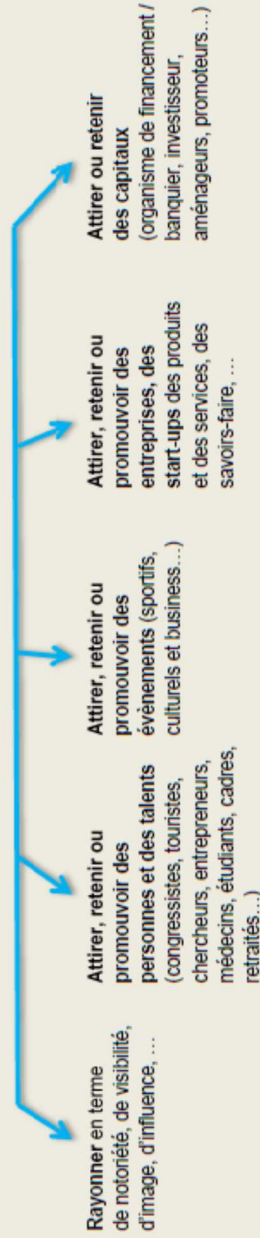 Rayonner en terme
de notoriété, de visibilité,
d'image, d'influence, …
Attirer, retenir ou
promouvoir des
personnes et des talents
(congressistes, touristes,
chercheurs, entrepreneurs,
médecins, étudiants, cadres,
retraités…)
Attirer, retenir ou
promouvoir des
évènements (sportifs,
culturels et business…)
Attirer, retenir ou
promouvoir des
entreprises, des
start-ups des produits
et des services, des
savoirs-faire, …
Attirer ou retenir
des capitaux
(organisme de financement /
banquier, investisseur,
aménageurs, promoteurs…)